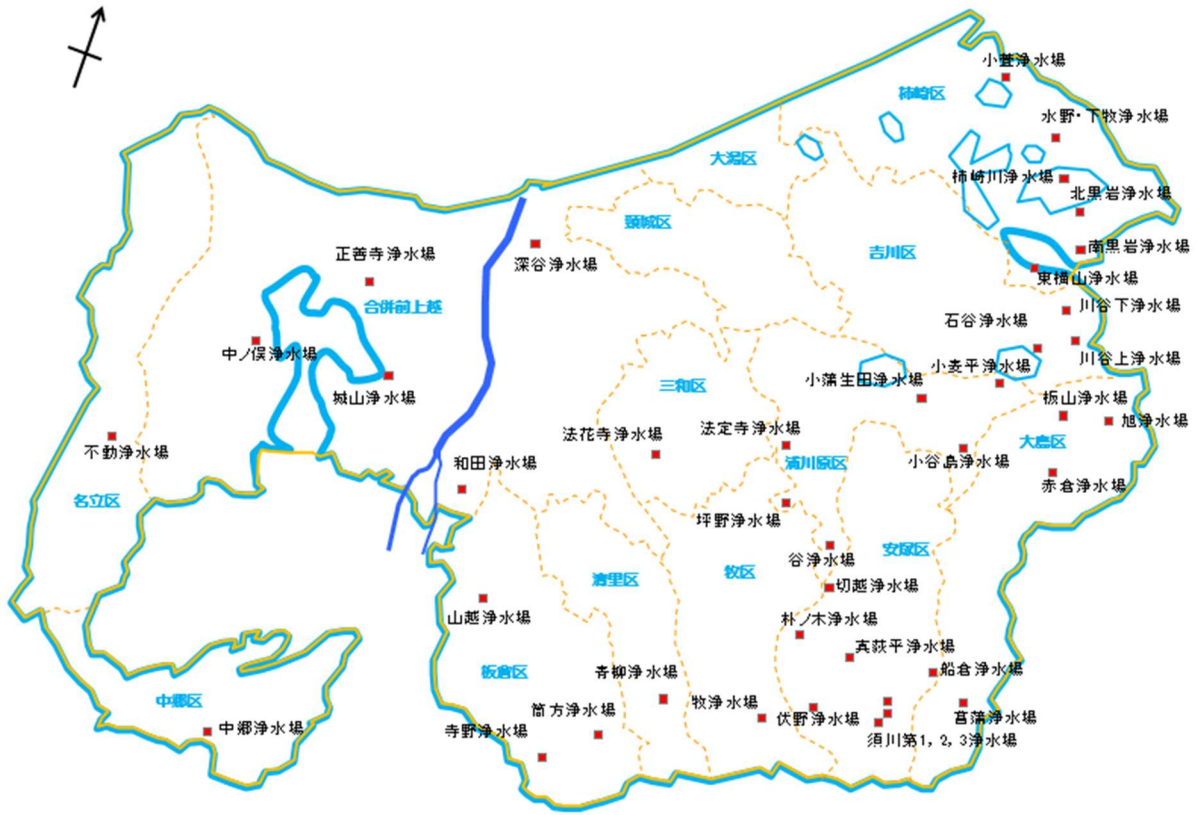 小萱浄水場
柿崎区
水野・下牧浄水場
大潟区
柿崎川浄水場
北黒岩浄水場
頸城区
正善寺浄水場
深谷浄水場
吉川区
南黒岩浄水場
東横山浄水場
合併前上越
川谷下浄水場
石谷浄水場
中ノ俣浄水場
川谷上浄水場
小麦平浄水場
小蒲生田浄水場
三和区
城山浄水場
板山浄水場
旭浄水場
法花寺浄水場
法定寺浄水場
大島区
不動浄水場
和田浄水場
浦川原区
小谷島浄水場
赤倉浄水場
名立区
坪野浄水場
安塚区
谷浄水場
清里区
牧区
切越浄水場
山越浄水場
朴ノ木浄水場
真荻平浄水場
板倉区
青柳浄水場
船倉浄水場
中郷区
筒方浄水場
牧浄水場
伏野浄水場
菖蒲浄水場
中郷浄水場
寺野浄水場
須川第1，2，3浄水場